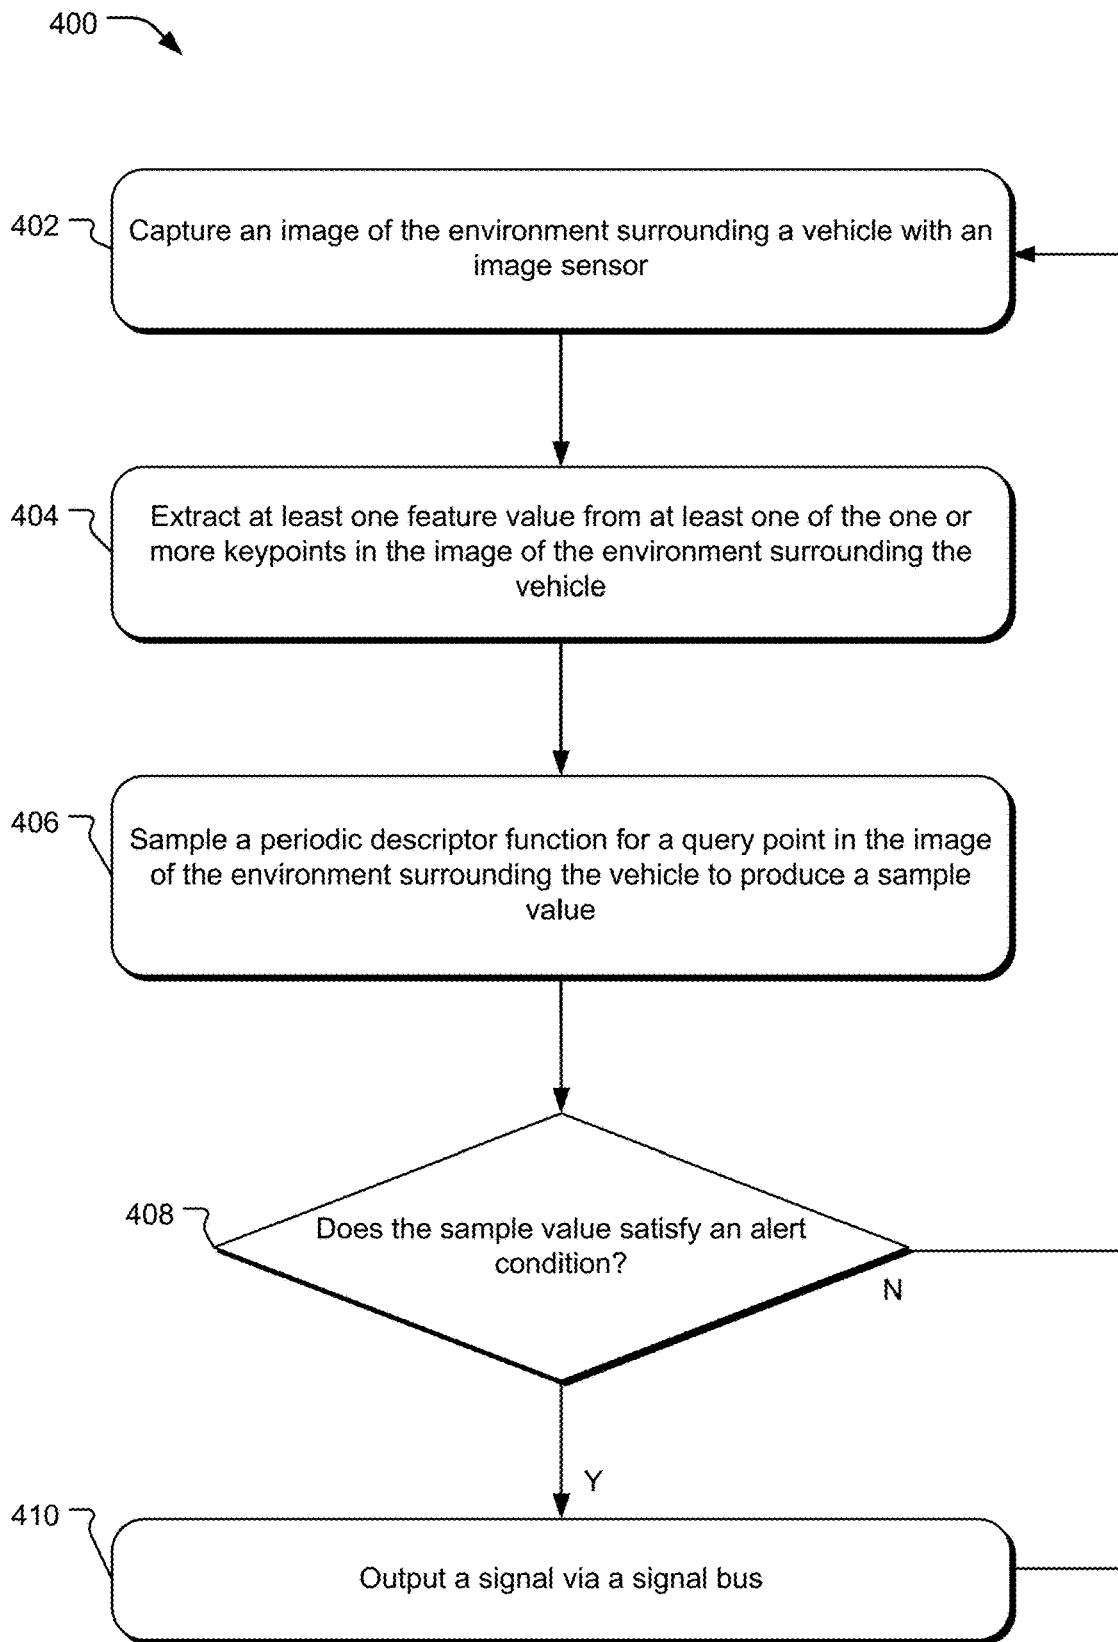 400
402
Capture an image of the environment surrounding a vehicle with an
image sensor
404
Extract at least one feature value from at least one of the one or
more keypoints in the image of the environment surrounding the
vehicle
406
Sample a periodic descriptor function for a query point in the image
of the environment surrounding the vehicle to produce a sample
value
408
Does the sample value satisfy an alert
condition?
N
Y
410
Output a signal via a signal bus